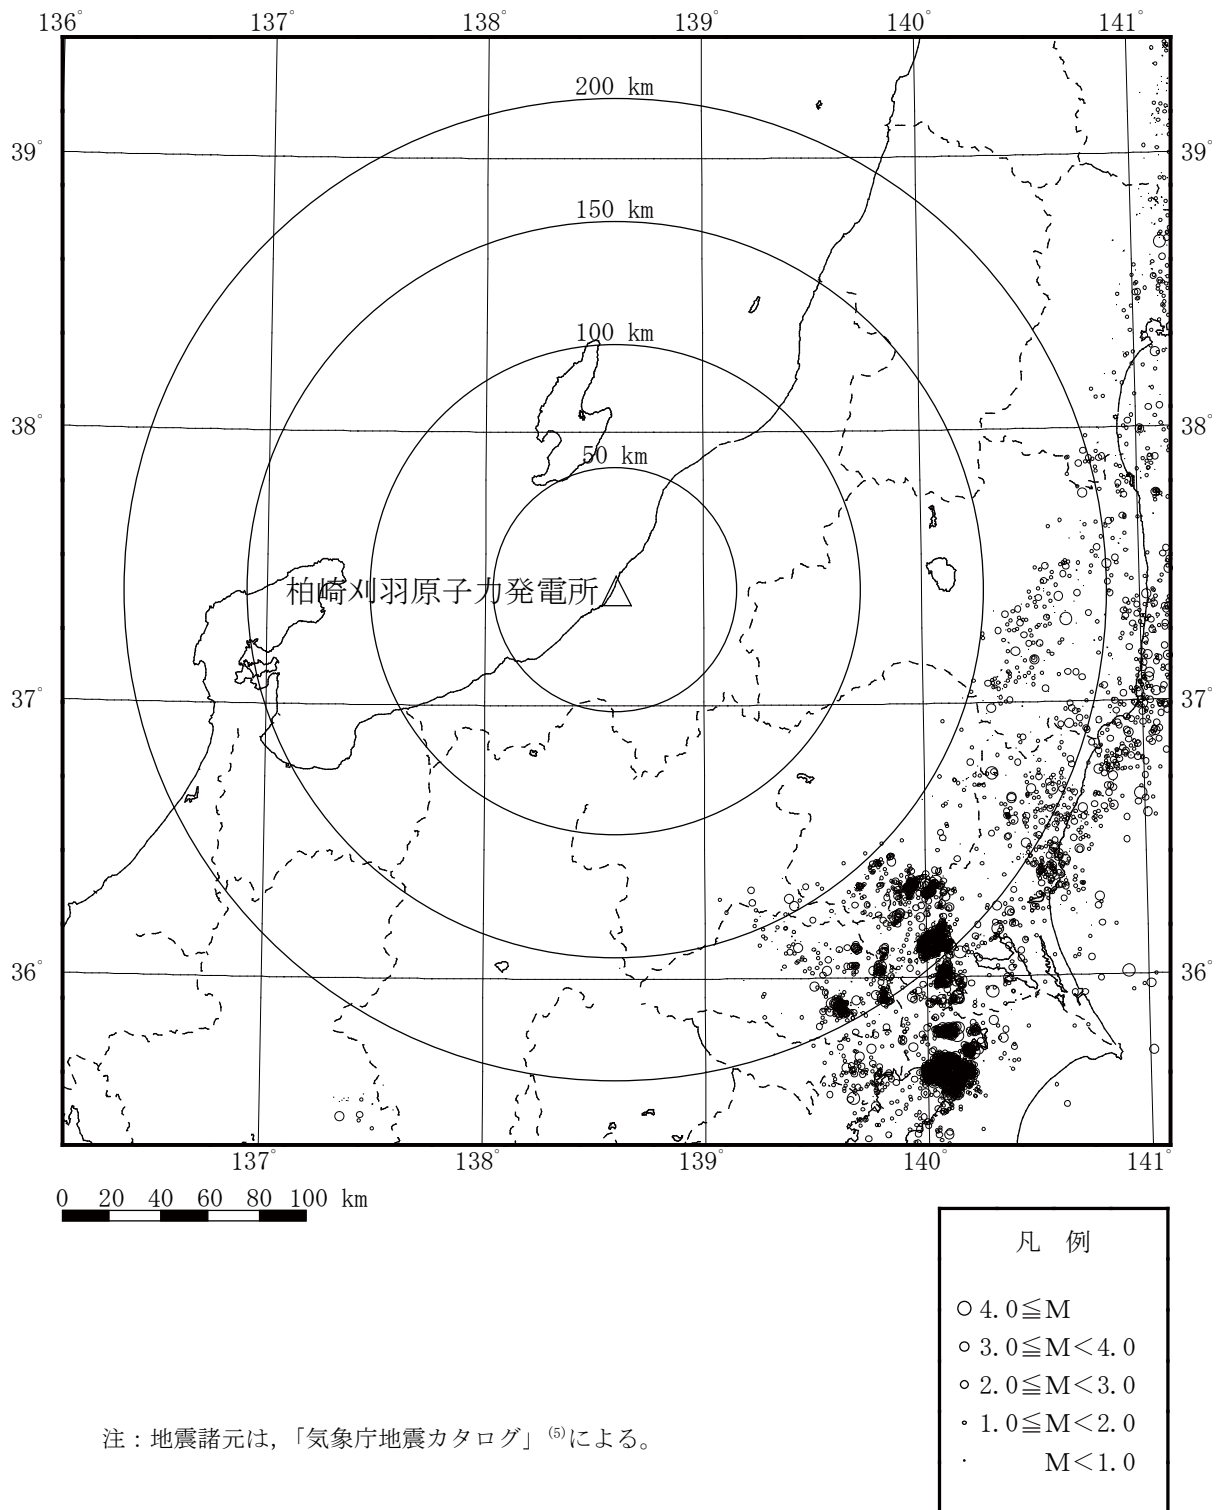 136° 137° 138° 139° 140° 141°
200 km
39° 39°
150 km
100 km
38° 38°
50 km
柏崎刈羽原子力発電所
37° 37°
36° 36°
137° 138° 139° 140° 141°
0 20 40 60 80 100 km
凡 例
4.0≦M
3.0≦M<4.0
2.0≦M<3.0
1.0≦M<2.0
M<1.0
注：地震諸元は，「気象庁地震カタログ」(5)による。